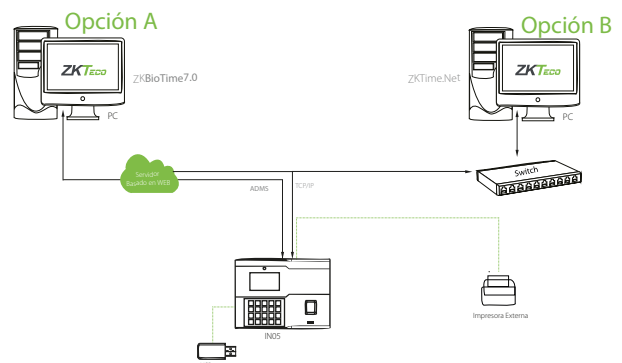 Opción A
Opción B
ZKTeco
ZKBioTime7.0
ZKTime.Net
ZKTeco
PC
PC
Servidor
Basado en WEB
Switch
ADMS
TCP/IP
Impresora Externa
IN05